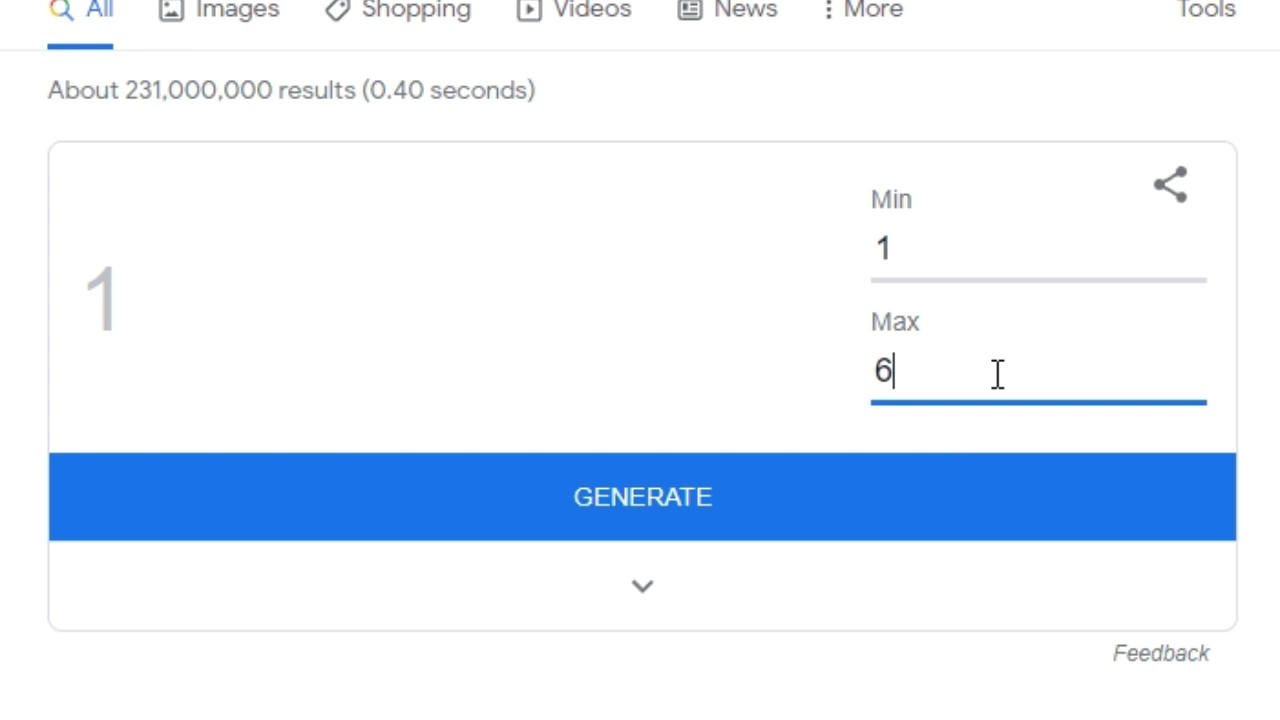 All Images Shopping Videos News More Tools
About 231,000,000 results (0.40 seconds)
Min
1
1
Max
6
GENERATE
Feedback